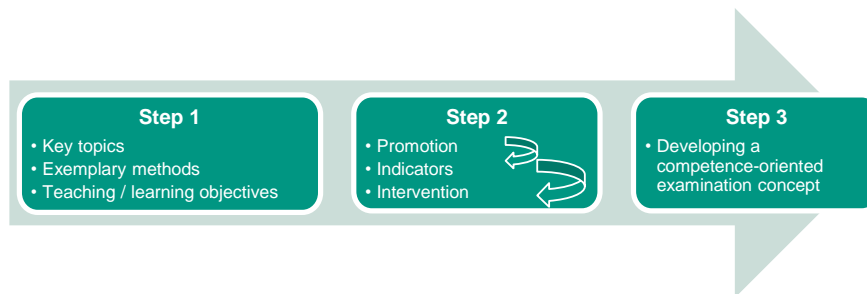 Step 1
• Key topics
• Exemplary methods
• Teaching / learning objectives
Step 2
• Promotion
• Indicators
• Intervention
Step 3
• Developing a
competence-oriented
examination concept